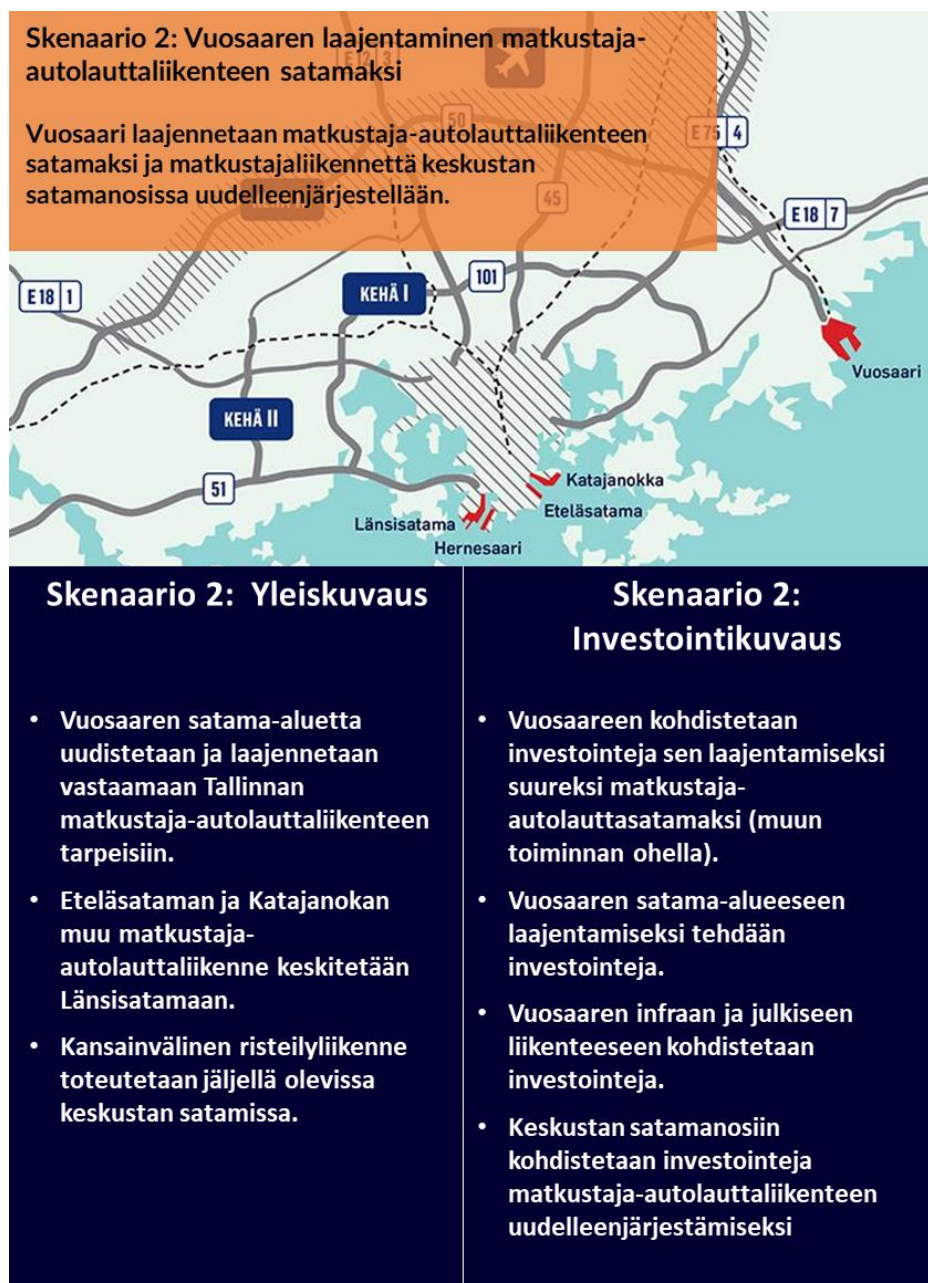 Skenaario 2: Vuosaaren laajentaminen matkustaja-
autolauttaliikenteen satamaksi
Vuosaari laajennetaan matkustaja-autolauttaliikenteen
satamaksi ja matkustajaliikennettä keskustan
satamanosissa uudelleenjärjestellään.
E12 3
50
E75 4
45
E18 7
E18 1
KEHÄ I
101
Vuosaari
KEHÄ II
51
Katajanokka
Eteläsatama
Länsisatama
Hernesaari
Skenaario 2: Yleiskuvaus
• Vuosaaren satama-aluetta
uudistetaan ja laajennetaan
vastaamaan Tallinnan
matkustaja-autolauttaliikenteen
tarpeisiin.
• Eteläsataman ja Katajanokan
muu matkustaja-
autolauttaliikenne keskitetään
Länsisatamaan.
• Kansainvälinen risteilyliikenne
toteutetaan jäljellä olevissa
keskustan satamissa.
Skenaario 2:
Investointikuvaus
• Vuosaareen kohdistetaan
investointeja sen laajentamiseksi
suureksi matkustaja-
autolauttasatamaksi (muun
toiminnan ohella).
• Vuosaaren satama-alueeseen
laajentamiseksi tehdään
investointeja.
• Vuosaaren infraan ja julkiseen
liikenteeseen kohdistetaan
investointeja.
• Keskustan satamanosiin
kohdistetaan investointeja
matkustaja-autolauttaliikenteen
uudelleenjärjestämiseksi